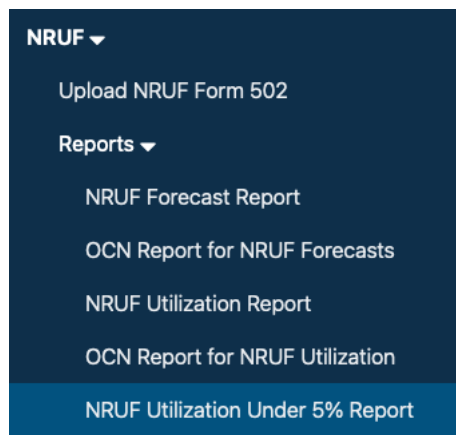 NRUF
Upload NRUF Form 502
Reports
NRUF Forecast Report
OCN Report for NRUF Forecasts
NRUF Utilization Report
OCN Report for NRUF Utilization
NRUF Utilization Under 5% Report